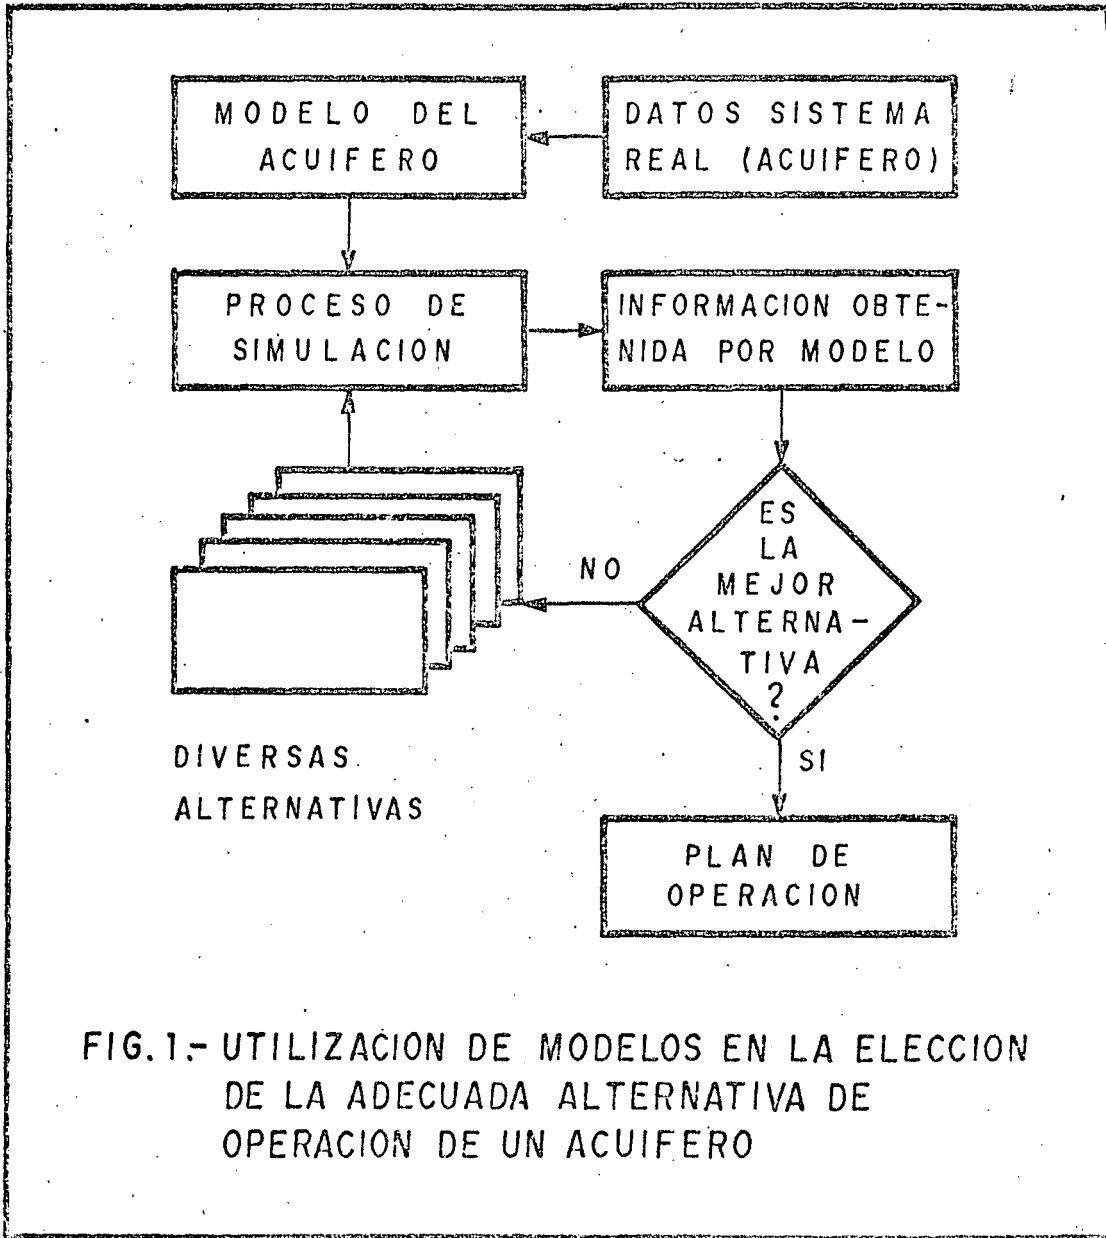 MODELO DEL
ACUIFERO
DATOS SISTEMA
REAL (ACUIFERO)
PROCESO DE
SIMULACION
INFORMACION OBTE-
NIDA POR MODELO
ES
LA
MEJOR
ALTERNA-
TIVA
?
NO
SI
DIVERSAS
ALTERNATIVAS
PLAN DE
OPERACION
FIG. 1.- UTILIZACION DE MODELOS EN LA ELECCION
DE LA ADECUADA ALTERNATIVA DE
OPERACION DE UN ACUIFERO